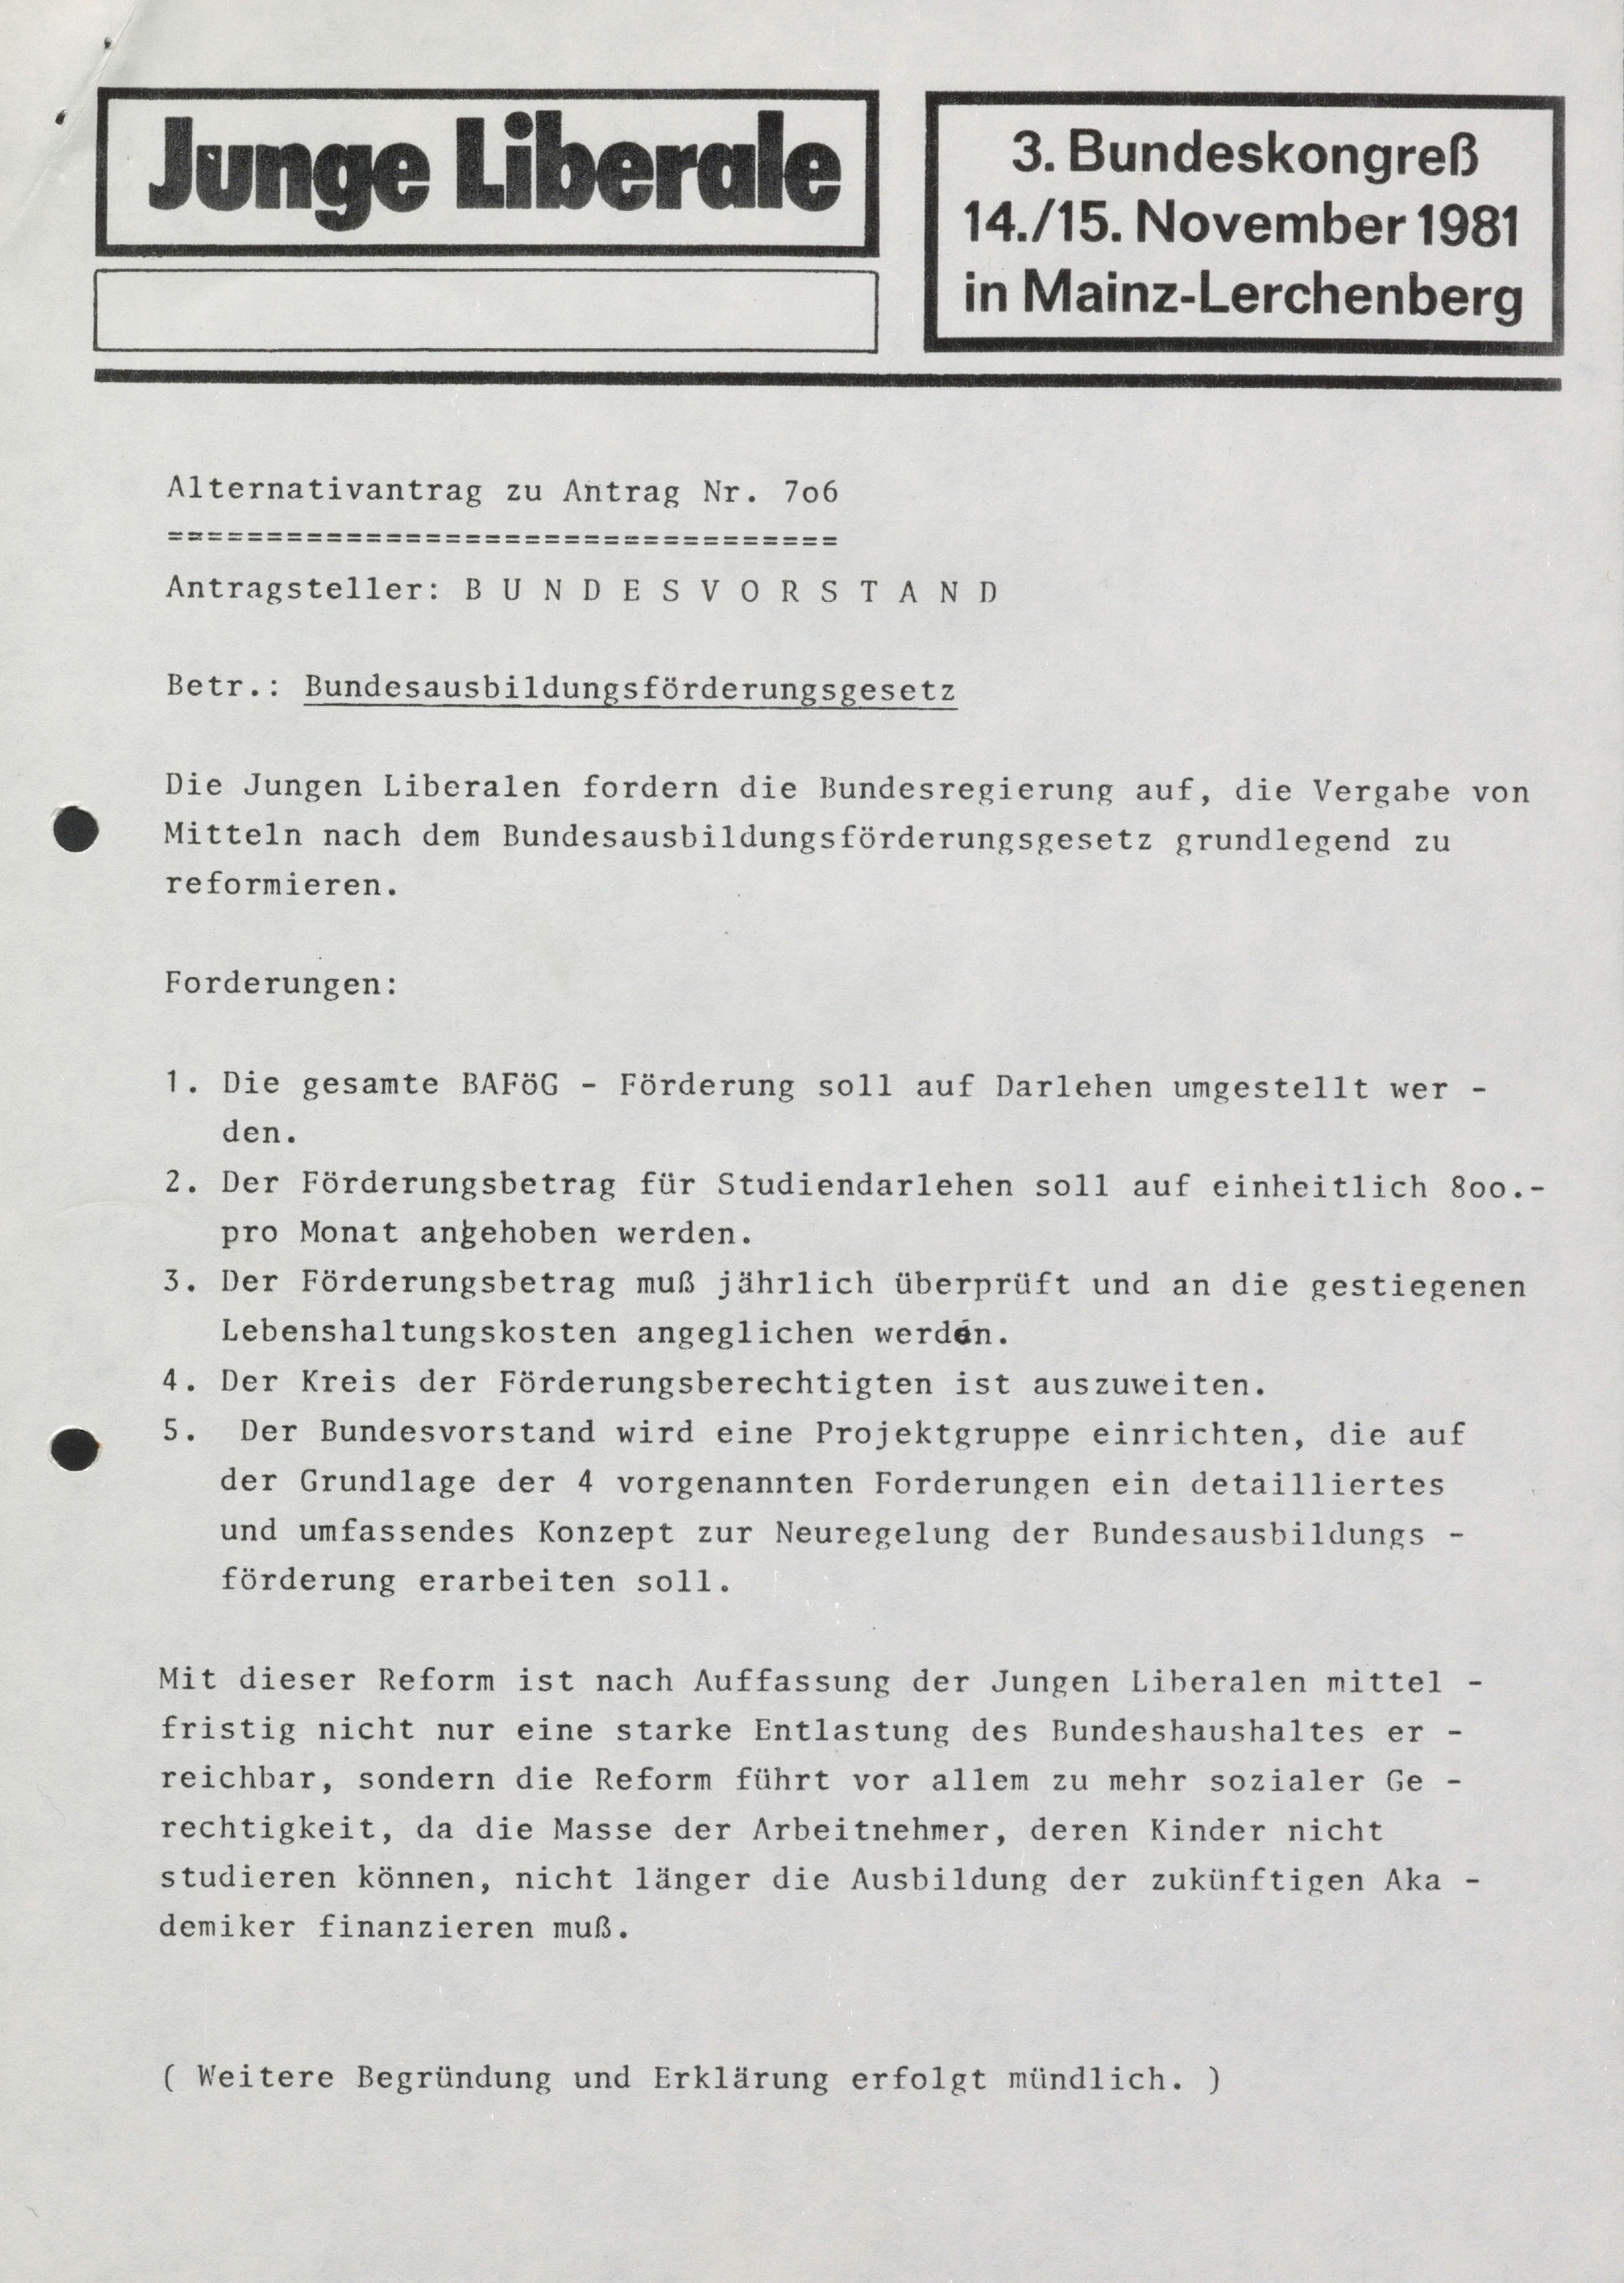 Junge Liberale
3. Bundeskongreß
14./15. November 1981
in Mainz-Lerchenberg
Alternativantrag zu Antrag Nr. 7o6
==================================
Antragsteller: B U N D E S V O R S T A N D
Betr.: Bundesausbildungsförderungsgesetz
Die Jungen Liberalen fordern die Bundesregierung auf, die Vergabe von
Mitteln nach dem Bundesausbildungsförderungsgesetz grundlegend zu
reformieren.
Forderungen:
1. Die gesamte BAFöG - Förderung soll auf Darlehen umgestellt wer -
den.
2. Der Förderungsbetrag für Studiendarlehen soll auf einheitlich 8oo.-
pro Monat angehoben werden.
3. Der Förderungsbetrag muß jährlich überprüft und an die gestiegenen
Lebenshaltungskosten angeglichen werden.
4. Der Kreis der Förderungsberechtigten ist auszuweiten.
5. Der Bundesvorstand wird eine Projektgruppe einrichten, die auf
der Grundlage der 4 vorgenannten Forderungen ein detailliertes
und umfassendes Konzept zur Neuregelung der Bundesausbildungs -
förderung erarbeiten soll.
Mit dieser Reform ist nach Auffassung der Jungen Liberalen mittel -
fristig nicht nur eine starke Entlastung des Bundeshaushaltes er -
reichbar, sondern die Reform führt vor allem zu mehr sozialer Ge -
rechtigkeit, da die Masse der Arbeitnehmer, deren Kinder nicht
studieren können, nicht länger die Ausbildung der zukünftigen Aka -
demiker finanzieren muß.
( Weitere Begründung und Erklärung erfolgt mündlich. )